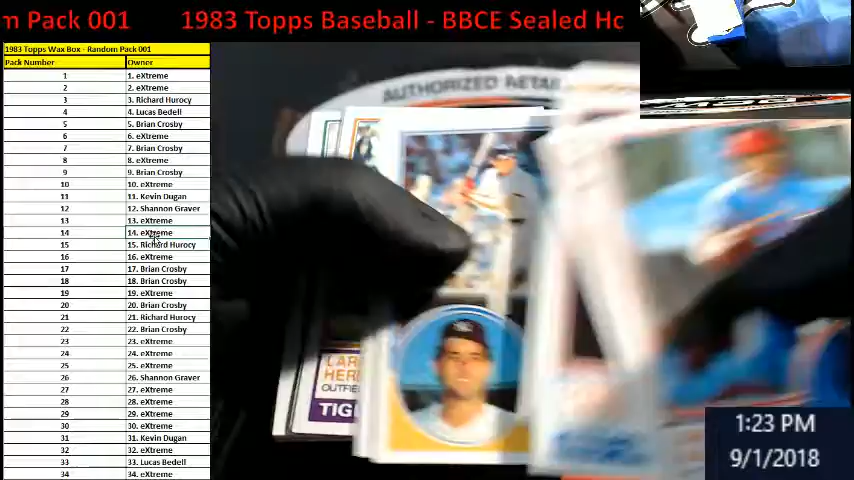 m Pack 001 1983 Topps Baseball - BBCE Sealed Hc
1983 Topps Wax Box - Random Pack 001
Pack Number Owner
1 1. eXtreme
2 2. eXtreme
3 3. Richard Hurocy
4 4. Lucas Bedell
5 5. Brian Crosby
6 6. eXtreme
7 7. Brian Crosby
8 8. eXtreme
9 9. Brian Crosby
10 10. eXtreme
11 11. Kevin Dugan
12 12. Shannon Graver
13 13. eXtreme
14 14. eXtreme
15 15. Richard Hurocy
16 16. eXtreme
17 17. Brian Crosby
18 18. Brian Crosby
19 19. eXtreme
20 20. Brian Crosby
21 21. Richard Hurocy
22 22. Brian Crosby
23 23. eXtreme
24 24. eXtreme
25 25. eXtreme
26 26. Shannon Graver
27 27. eXtreme
28 28. eXtreme
29 29. eXtreme
30 30. eXtreme
31 31. Kevin Dugan
32 32. eXtreme
33 33. Lucas Bedell
34 34. eXtreme
AUTHORIZED RETAI
LAR
HER
OUTFIE
TIG
1:23 PM
9/1/2018